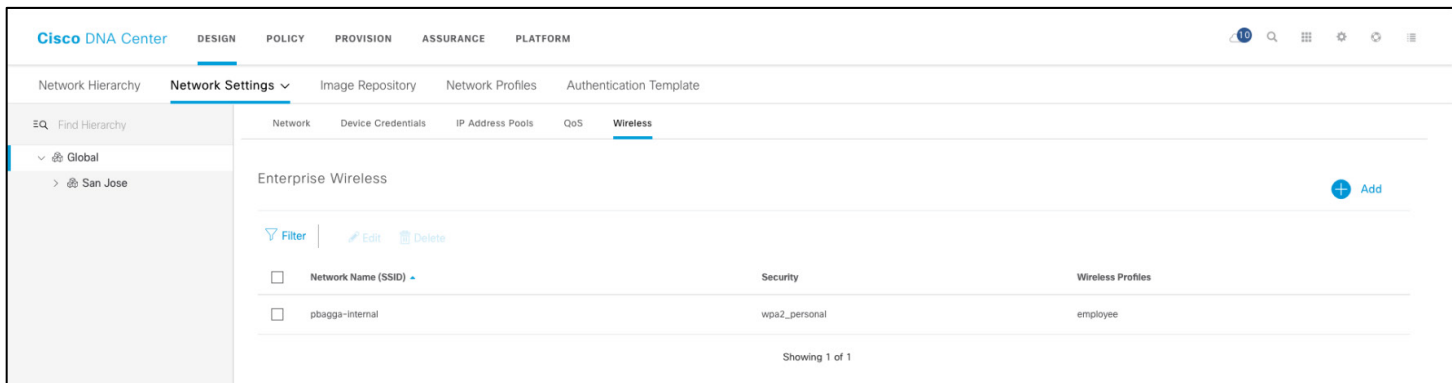 Cisco DNA Center DESIGN POLICY PROVISION ASSURANCE PLATFORM 10
Network Hierarchy Network Settings Image Repository Network Profiles Authentication Template
Find Hierarchy Network Device Credentials IP Address Pools QoS Wireless
Global
San Jose
Enterprise Wireless
Add
Filter Edit Delete
Network Name (SSID) Security Wireless Profiles
pbagga-internal wpa2_personal employee
Showing 1 of 1